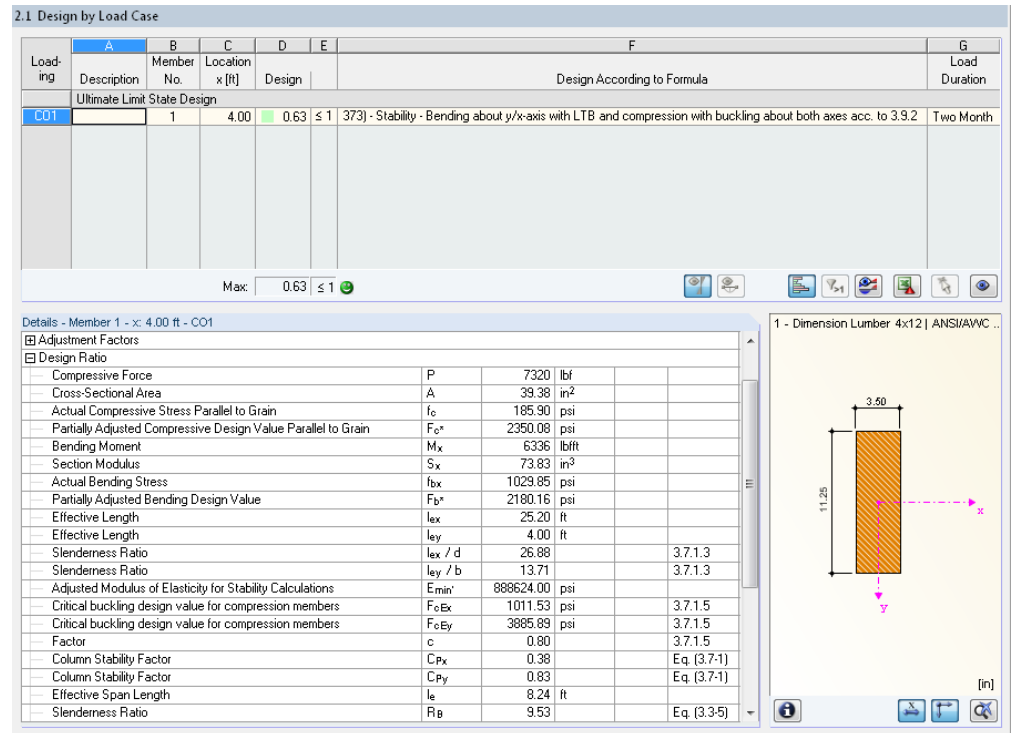 2.1 Design by Load Case
A B C D E F G
Load- Member Location Load
ing Description No. x [ft] Design Design According to Formula Duration
Ultimate Limit State Design
CO1 1 4.00 0.63 ≤ 1 373) - Stability - Bending about y/x-axis with LTB and compression with buckling about both axes acc. to 3.9.2 Two Month
Max: 0.63 ≤ 1
>1
Details - Member 1 - x: 4.00 ft - CO1
Adjustment Factors
Design Ratio
Compressive Force P 7320 lbf
Cross-Sectional Area A 39.38 in²
Actual Compressive Stress Parallel to Grain fc 185.90 psi
Partially Adjusted Compressive Design Value Parallel to Grain Fc* 2350.08 psi
Bending Moment Mx 6336 lbfft
Section Modulus Sx 73.83 in³
Actual Bending Stress fbx 1029.85 psi
Partially Adjusted Bending Design Value Fb* 2180.16 psi
Effective Length lex 25.20 ft
Effective Length ley 4.00 ft
Slenderness Ratio lex / d 26.88 3.7.1.3
Slenderness Ratio ley / b 13.71 3.7.1.3
Adjusted Modulus of Elasticity for Stability Calculations Emin' 888624.00 psi
Critical buckling design value for compression members FcEx 1011.53 psi 3.7.1.5
Critical buckling design value for compression members FcEy 3885.89 psi 3.7.1.5
Factor c 0.80 3.7.1.5
Column Stability Factor CPx 0.38 Eq. (3.7-1)
Column Stability Factor CPy 0.83 Eq. (3.7-1)
Effective Span Length le 8.24 ft
Slenderness Ratio RB 9.53 Eq. (3.3-5)
1 - Dimension Lumber 4x12 | ANSI/AWC ..
3.50
11.25
x
y
[in]